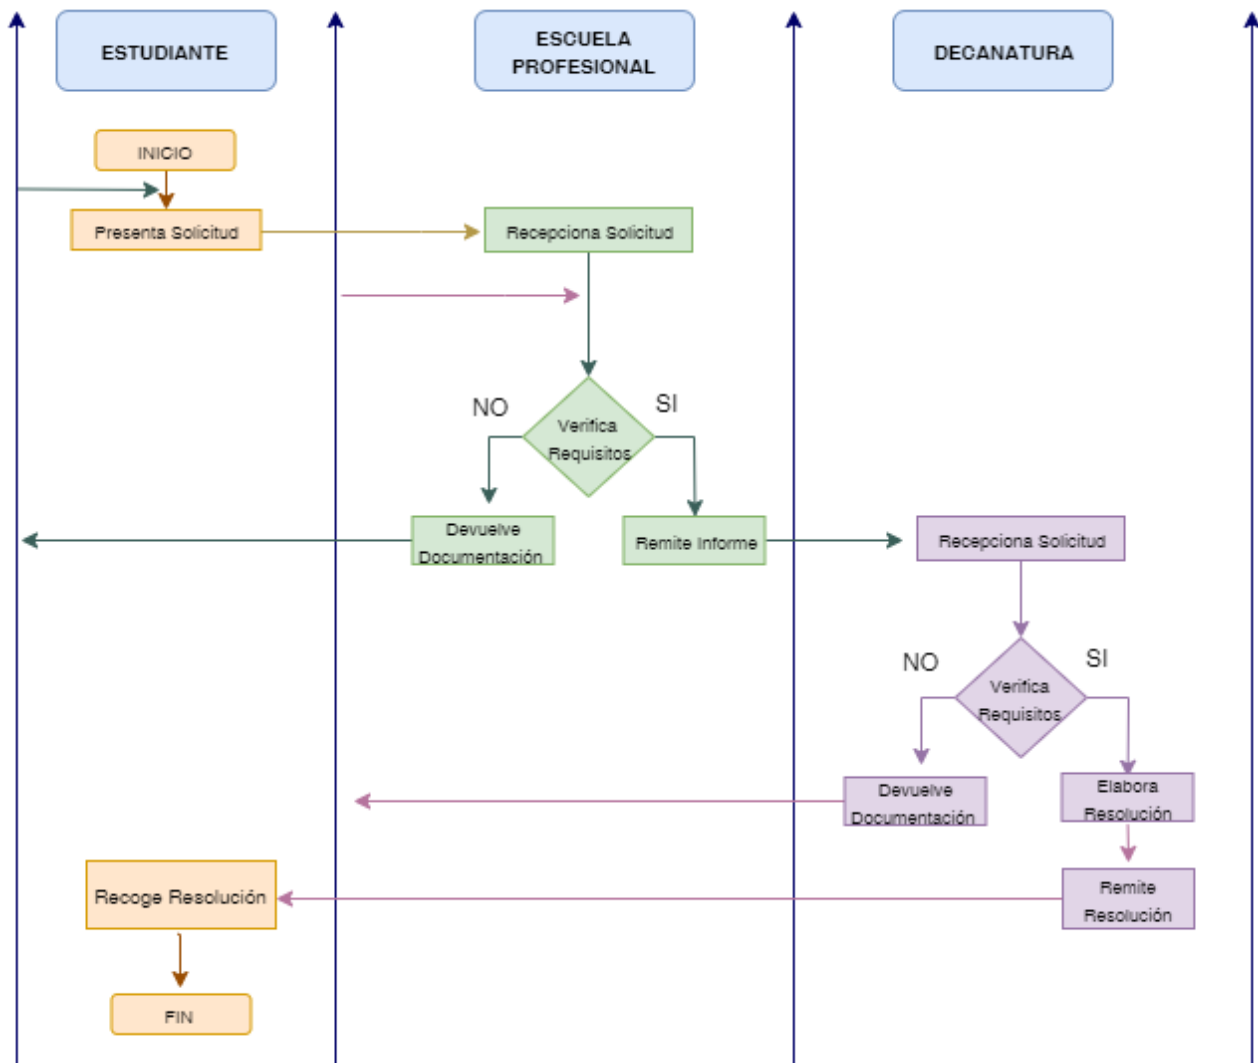 ESTUDIANTE
ESCUELA
PROFESIONAL
DECANATURA
INICIO
Presenta Solicitud
Recepciona Solicitud
NO
SI
Verifica
Requisitos
Devuelve
Documentación
Remite Informe
Recepciona Solicitud
NO
SI
Verifica
Requisitos
Devuelve
Documentación
Elabora
Resolución
Recoge Resolución
Remite
Resolución
FIN